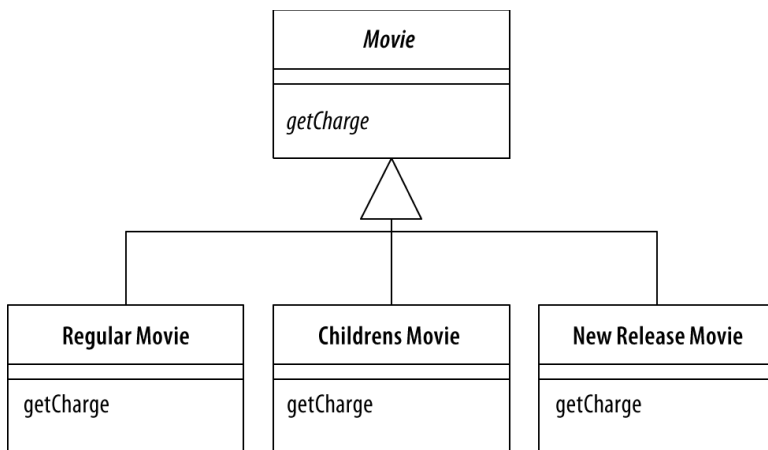 Movie
getCharge
Regular Movie
Childrens Movie
New Release Movie
getCharge
getCharge
getCharge